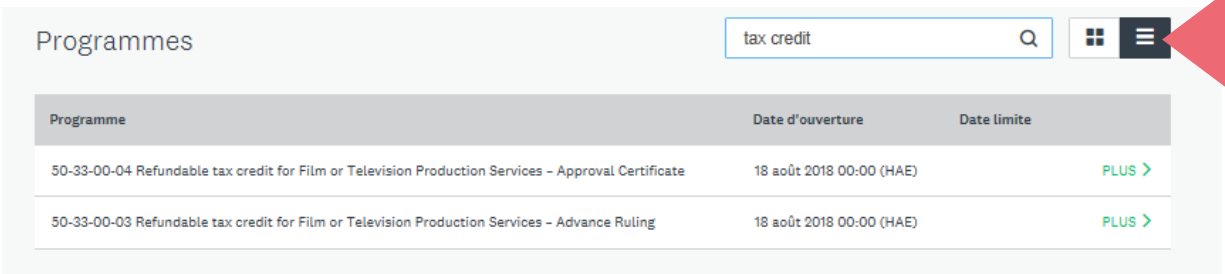 Programmes
tax credit
Programme Date d'ouverture Date limite
50-33-00-04 Refundable tax credit for Film or Television Production Services – Approval Certificate 18 août 2018 00:00 (HAE) PLUS >
50-33-00-03 Refundable tax credit for Film or Television Production Services – Advance Ruling 18 août 2018 00:00 (HAE) PLUS >